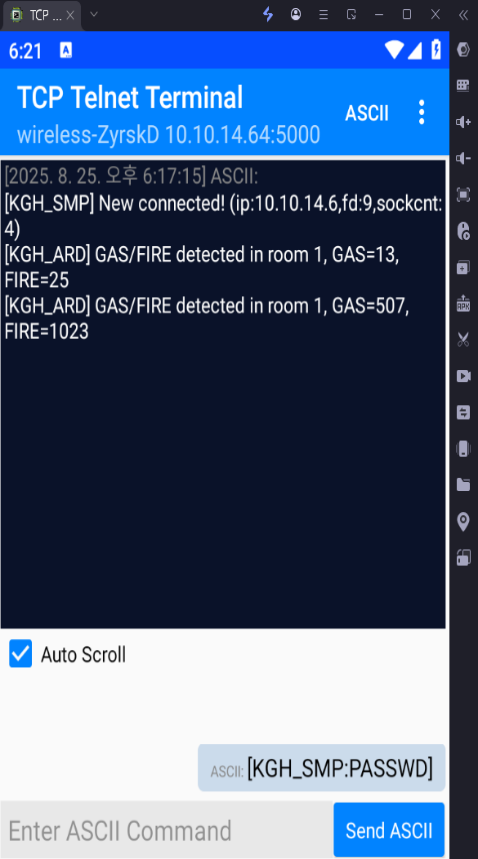 TCP ...
6:21
TCP Telnet Terminal
wireless-ZyrskD 10.10.14.64:5000
ASCII
[2025. 8. 25. 오후 6:17:15] ASCII:
[KGH_SMP] New connected! (ip:10.10.14.6,fd:9,sockcnt:
4)
[KGH_ARD] GAS/FIRE detected in room 1, GAS=13,
FIRE=25
[KGH_ARD] GAS/FIRE detected in room 1, GAS=507,
FIRE=1023
Auto Scroll
ASCII: [KGH_SMP:PASSWD]
Enter ASCII Command
Send ASCII